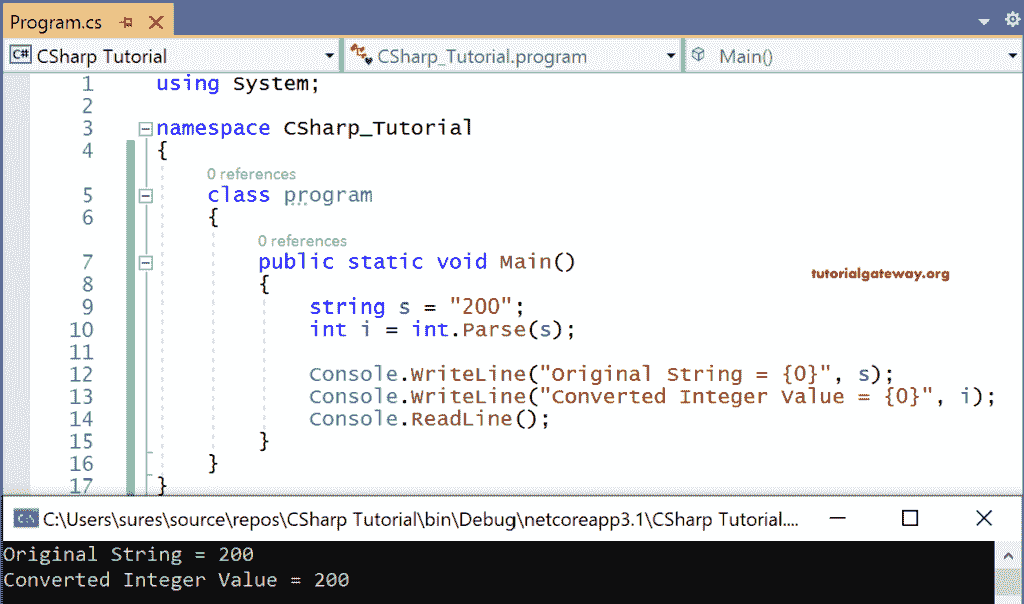 Program.cs
C# CSharp Tutorial CSharp_Tutorial.program Main()
1 using System;
2
3 namespace CSharp_Tutorial
4 {
0 references
5 class program
6 {
0 references
7 public static void Main()
tutorialgateway.org
8 {
9 string s = "200";
10 int i = int.Parse(s);
11
12 Console.WriteLine("Original String = {0}", s);
13 Console.WriteLine("Converted Integer Value = {0}", i);
14 Console.ReadLine();
15 }
16 }
17 }
C:\ C:\Users\sures\source\repos\CSharp Tutorial\bin\Debug\netcoreapp3.1\CSharp Tutorial....
Original String = 200
Converted Integer Value = 200